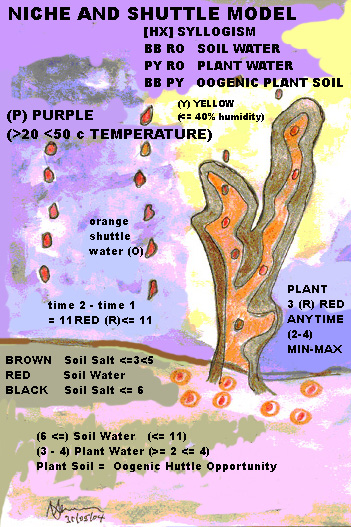 NICHE AND SHUTTLE MODEL
[HX] SYLLOGISM
BB RO SOIL WATER
PY RO PLANT WATER
BB PY OOGENIC PLANT SOIL
(Y) YELLOW
(<= 40% humidity)
(P) PURPLE
(>20 <50 c TEMPERATURE)
orange
shuttle
water (O)
time 2 - time 1
= 11RED (R)<= 11
PLANT
3 (R) RED
ANYTIME
(2-4)
MIN-MAX
BROWN Soil Salt <=3<5
RED Soil Water
BLACK Soil Salt <= 6
(6 <=) Soil Water (<= 11)
(3 - 4) Plant Water (>= 2 <= 4)
Plant Soil = Oogenic Huttle Opportunity